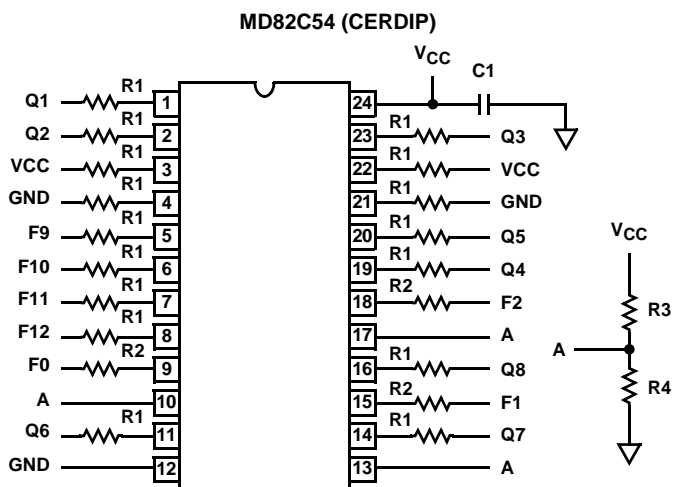 MD82C54 (CERDIP)
VCC
C1
Q1 R1 1 24
Q2 R1 2 23 R1 Q3
VCC R1 3 22 R1 VCC
GND R1 4 21 R1 GND
F9 R1 5 20 R1 Q5
F10 R1 6 19 R1 Q4
F11 R1 7 18 R2 F2
F12 R1 8 17 A
F0 R2 9 16 R1 Q8
A 10 15 R2 F1
Q6 R1 11 14 R1 Q7
GND 12 13 A
VCC
R3
A
R4